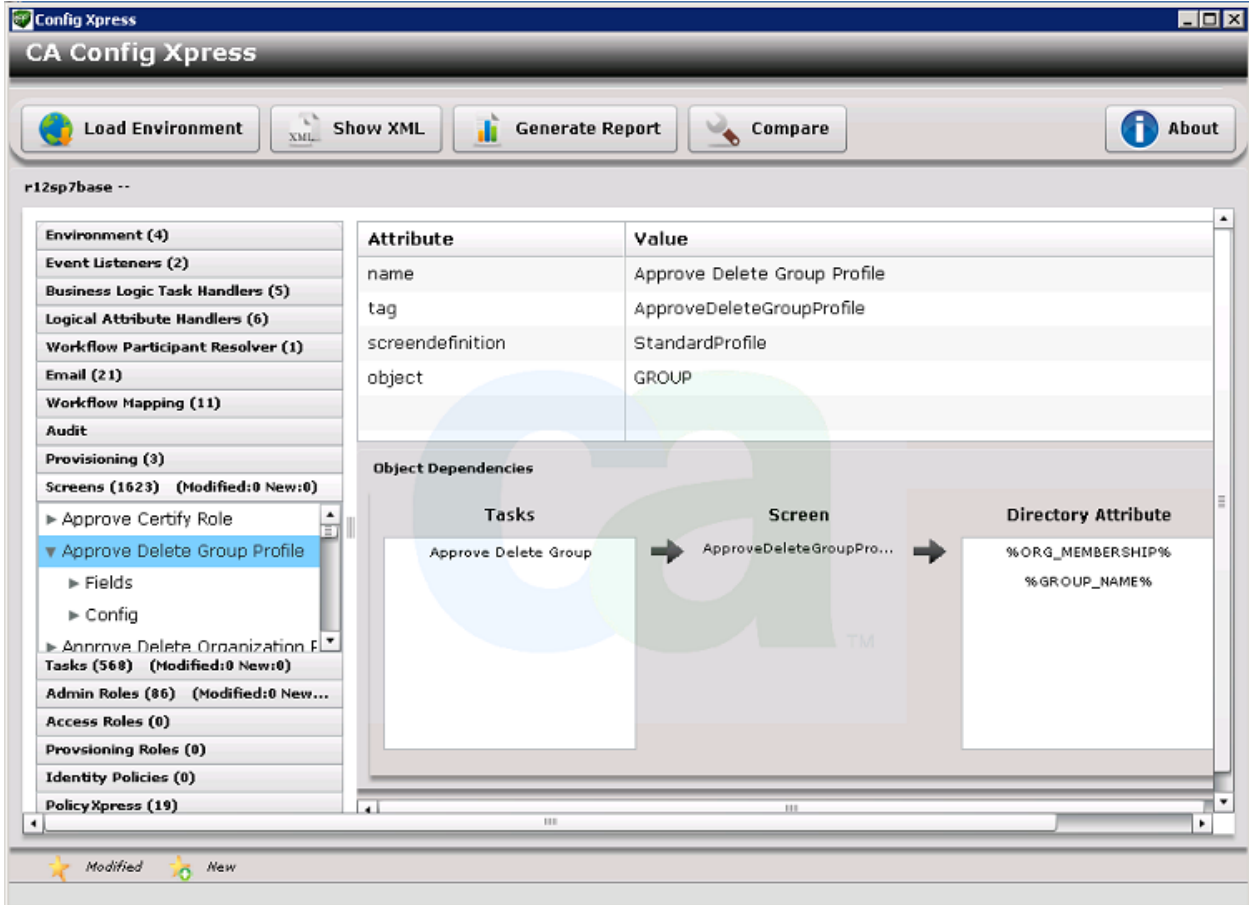 Config Xpress
CA Config Xpress
Load Environment
XML
Show XML
Generate Report
Compare
About
r12sp7base --
Environment (4)
Event Listeners (2)
Business Logic Task Handlers (5)
Logical Attribute Handlers (6)
Workflow Participant Resolver (1)
Email (21)
Workflow Mapping (11)
Audit
Provisioning (3)
Screens (1623) (Modified:0 New:0)
Approve Certify Role
Approve Delete Group Profile
Fields
Config
Approve Delete Organization P
Tasks (568) (Modified:0 New:0)
Admin Roles (86) (Modified:0 New...
Access Roles (0)
Provsioning Roles (0)
Identity Policies (0)
PolicyXpress (19)
Attribute Value
name Approve Delete Group Profile
tag ApproveDeleteGroupProfile
screendefinition StandardProfile
object GROUP
ca
TM
Object Dependencies
Tasks Screen Directory Attribute
Approve Delete Group ApproveDeleteGroupPro... %ORG_MEMBERSHIP%
%GROUP_NAME%
Modified New